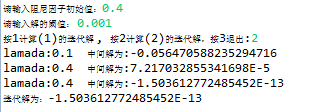 请输入阻尼因子初始值: 0.4
请输入解的阈值: 0.001
按1计算(1)的迭代解, 按2计算(2)的迭代解, 按3退出:2
lamada:0.1  中间解为:-0.056470588235294716
lamada:0.4  中间解为:7.217032855341698E-5
lamada:0.4  中间解为:-1.503612772485452E-13
迭代解为: -1.503612772485452E-13